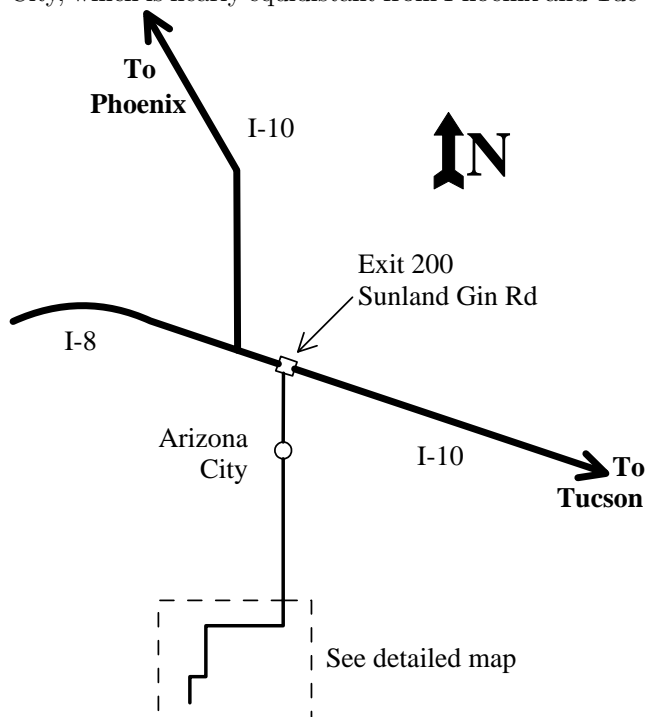 City, which is nearly equidistant from Phoenix and Tuc
To
Phoenix
I-10
N
Exit 200
Sunland Gin Rd
I-8
Arizona
City
I-10
To
Tucson
See detailed map